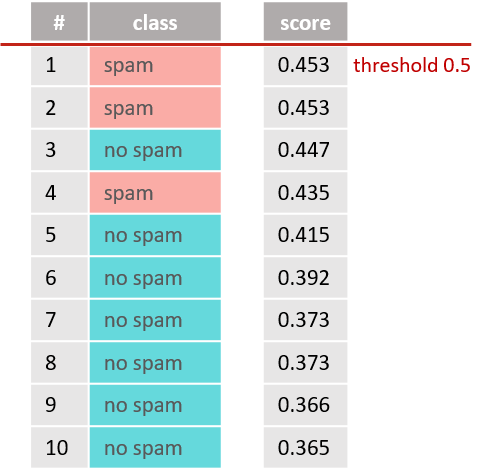 # class score
1 spam 0.453 threshold 0.5
2 spam 0.453
3 no spam 0.447
4 spam 0.435
5 no spam 0.415
6 no spam 0.392
7 no spam 0.373
8 no spam 0.373
9 no spam 0.366
10 no spam 0.365